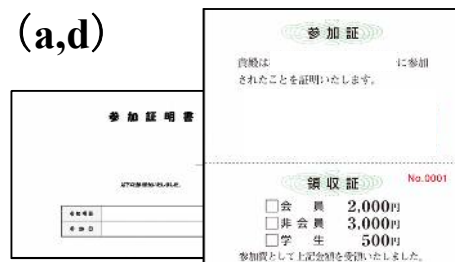 (a,d)
参加証
貴殿は に参加
されたことを証明いたします。
参加証明書
領収証 No.0001
□会員 2,000円
□非会員 3,000円
□学生 500円
参加費として上記金額を受領いたしました。